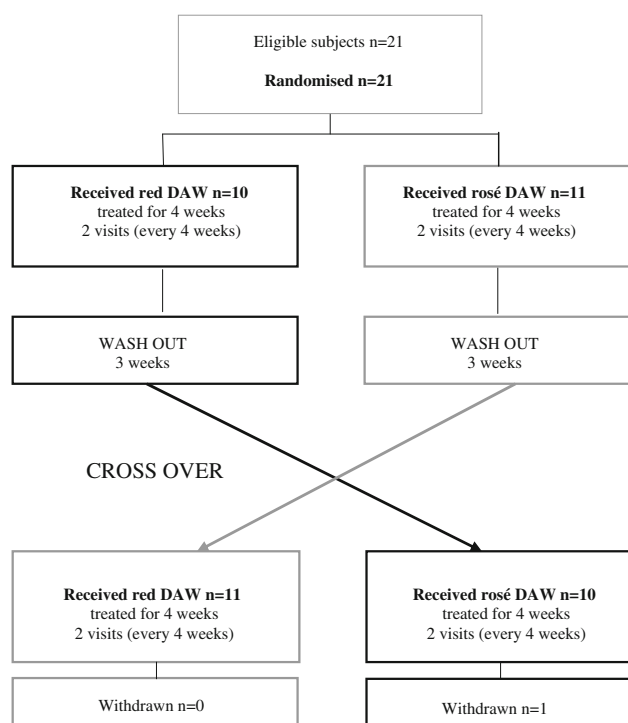 Eligible subjects n=21
Randomised n=21
Received red DAW n=10
treated for 4 weeks
2 visits (every 4 weeks)
Received rosé DAW n=11
treated for 4 weeks
2 visits (every 4 weeks)
WASH OUT
3 weeks
WASH OUT
3 weeks
CROSS OVER
Received red DAW n=11
treated for 4 weeks
2 visits (every 4 weeks)
Received rosé DAW n=10
treated for 4 weeks
2 visits (every 4 weeks)
Withdrawn n=0
Withdrawn n=1